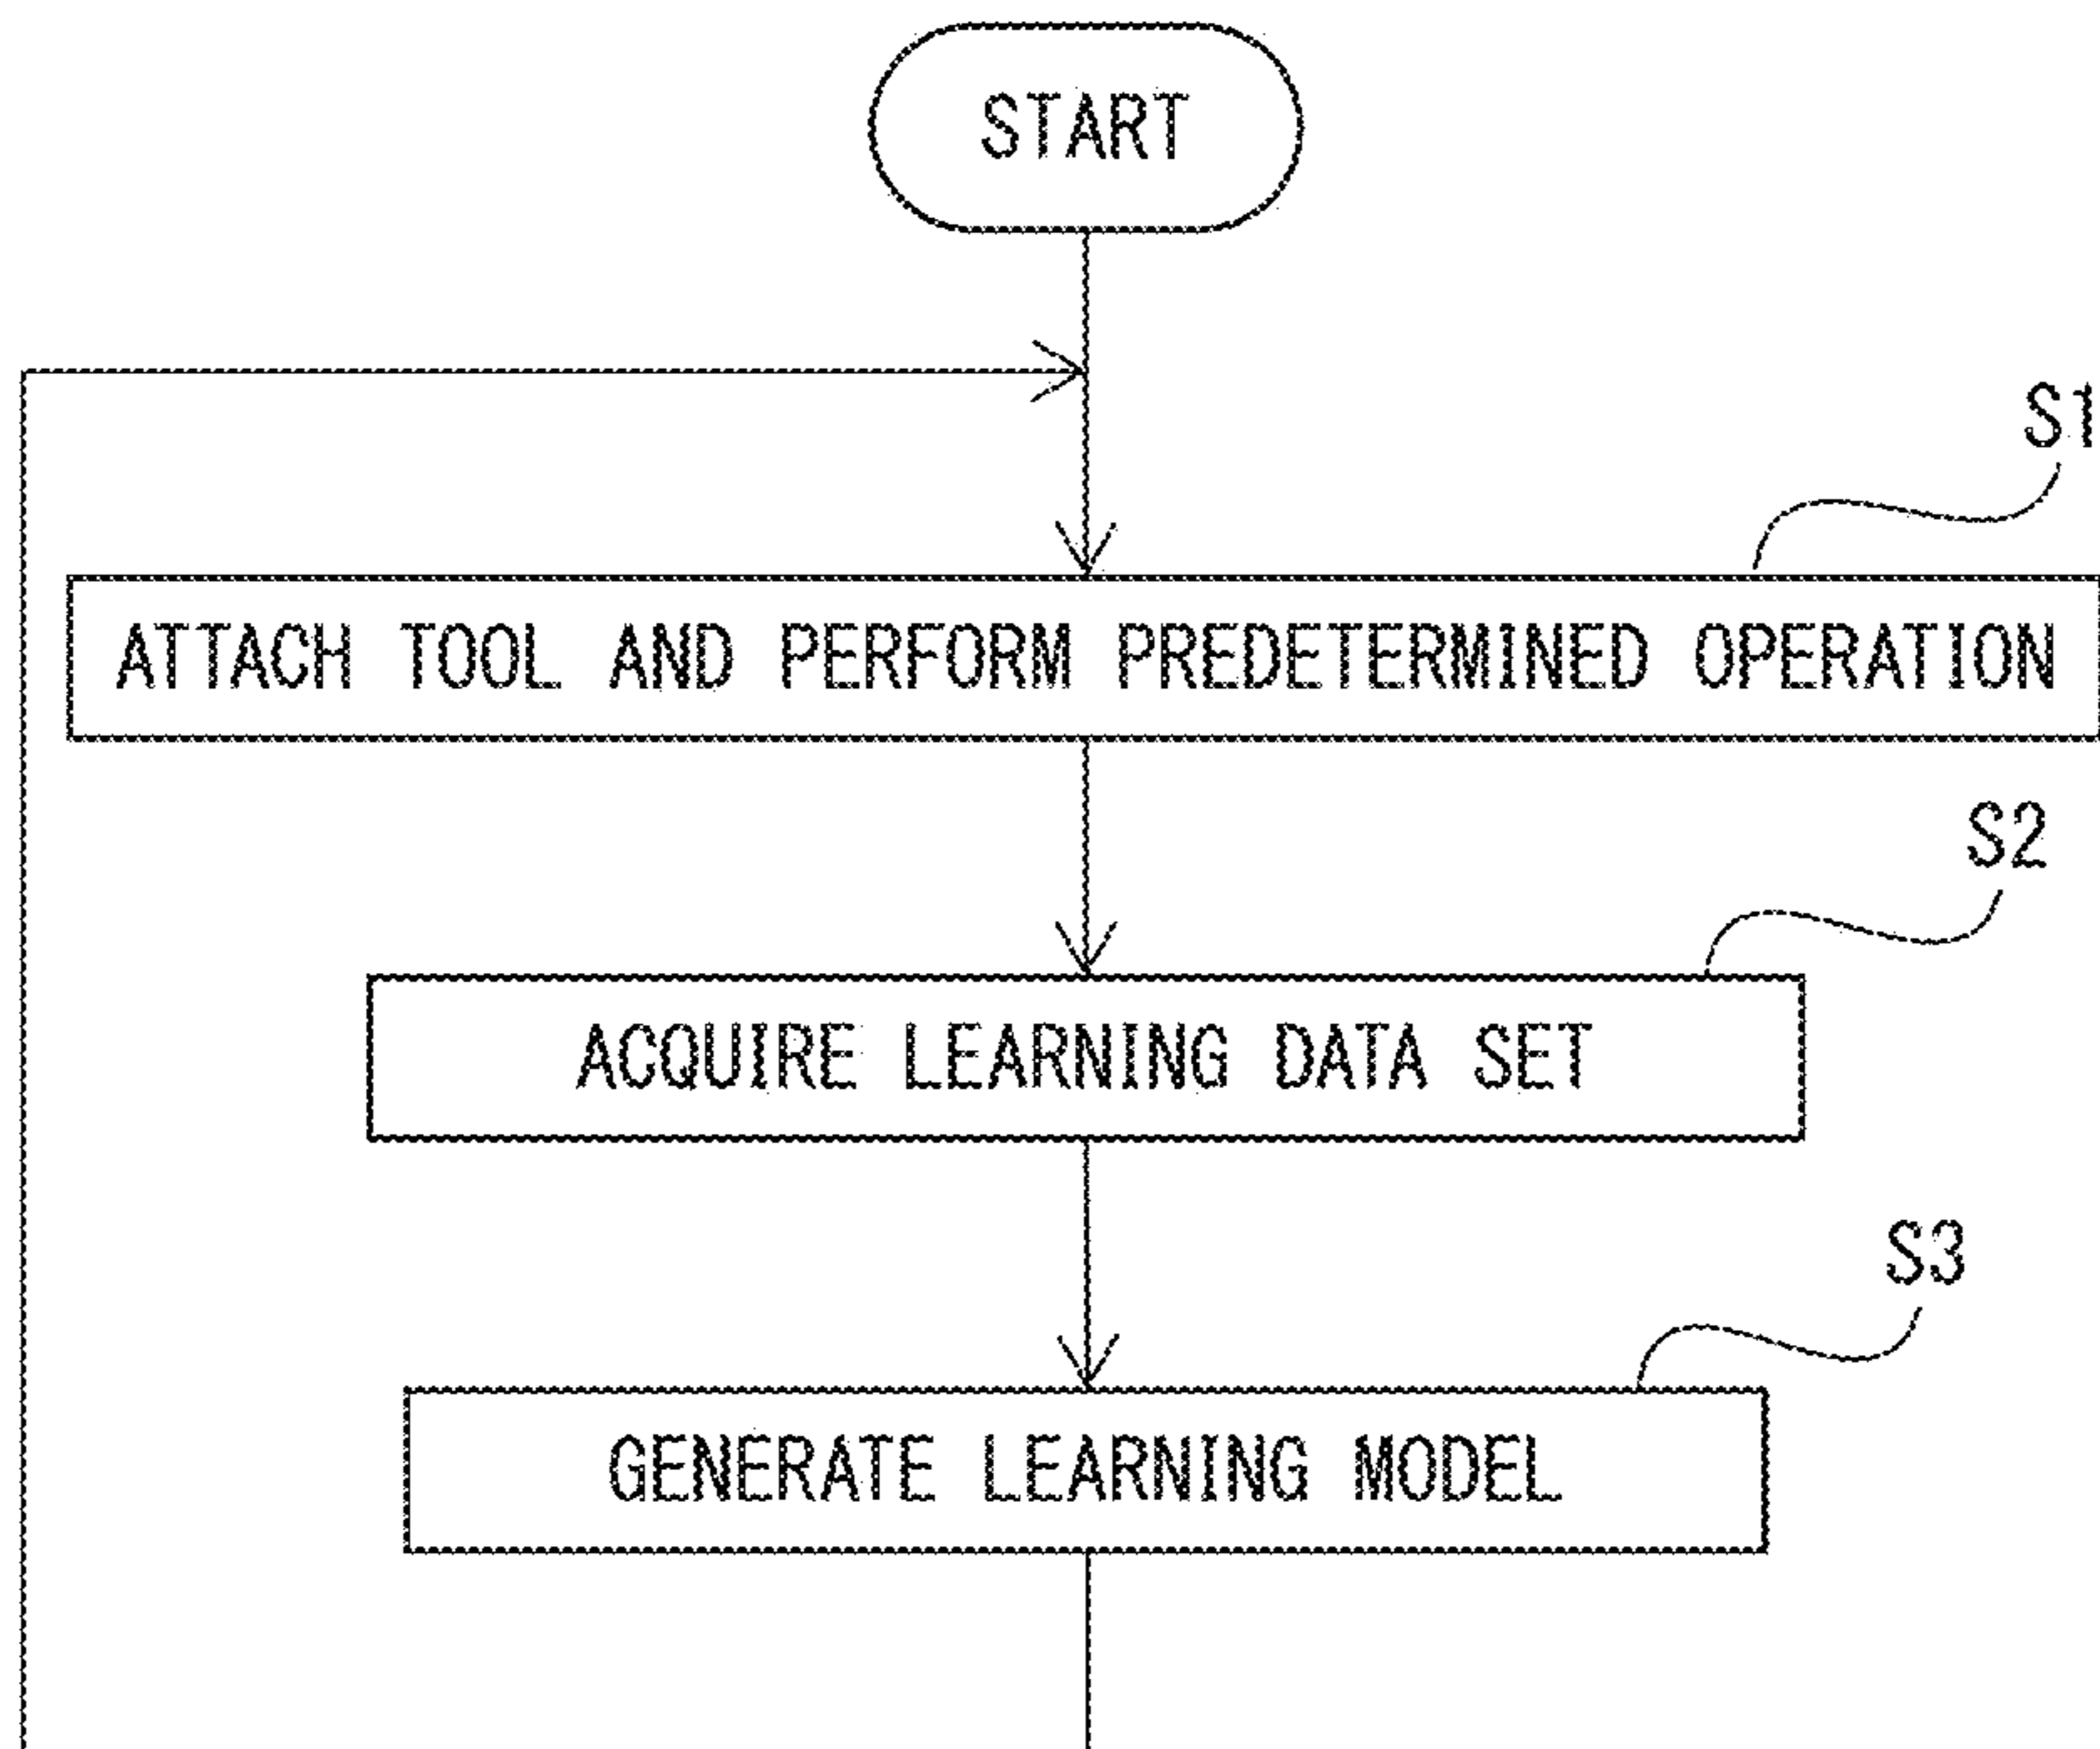 START
S1
ATTACH TOOL AND PERFORM PREDETERMINED OPERATION
S2
ACQUIRE LEARNING DATA SET
S3
GENERATE LEARNING MODEL